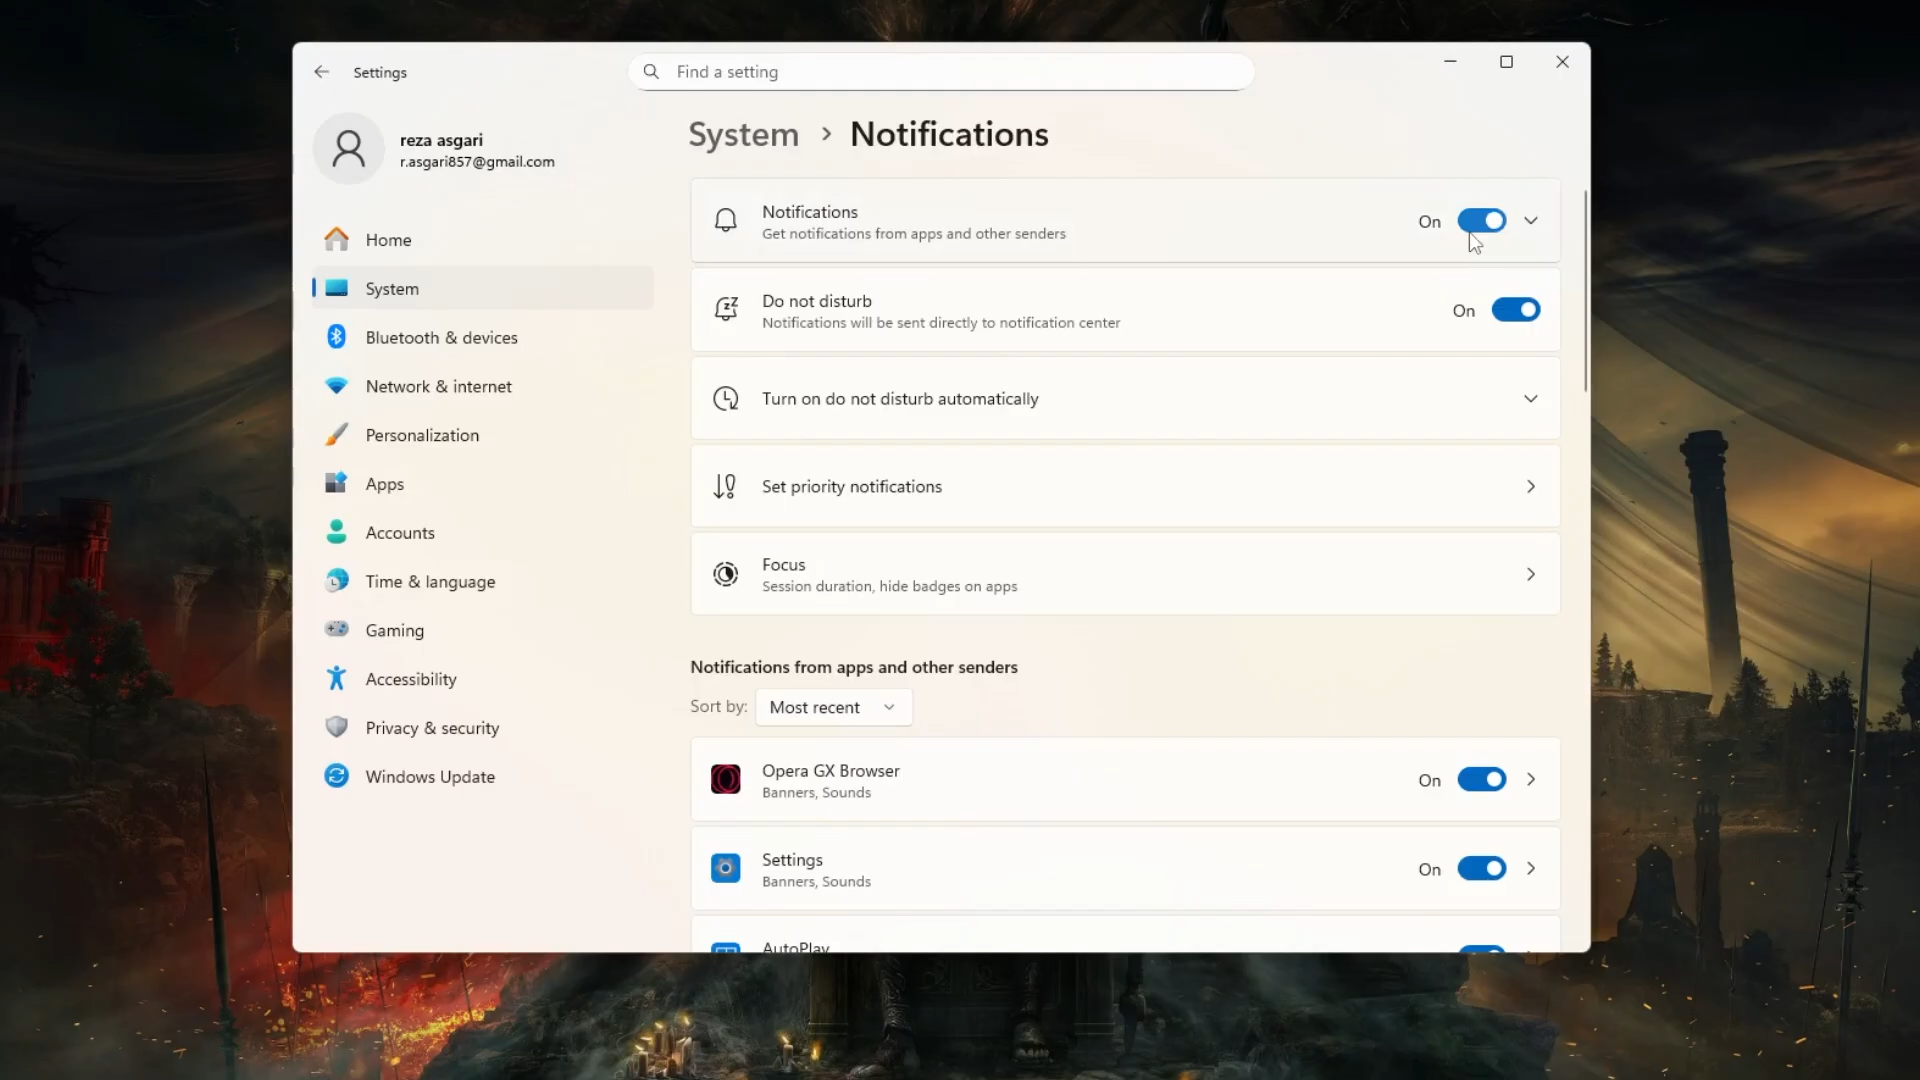 Settings
Find a setting
reza asgari
r.asgari857@gmail.com
Home
System
Bluetooth & devices
Network & internet
Personalization
Apps
Accounts
Time & language
Gaming
Accessibility
Privacy & security
Windows Update
System › Notifications
Notifications
Get notifications from apps and other senders
On
Do not disturb
Notifications will be sent directly to notification center
On
Turn on do not disturb automatically
Set priority notifications
Focus
Session duration, hide badges on apps
Notifications from apps and other senders
Sort by: Most recent
Opera GX Browser
Banners, Sounds
On
Settings
Banners, Sounds
On
AutoPlay